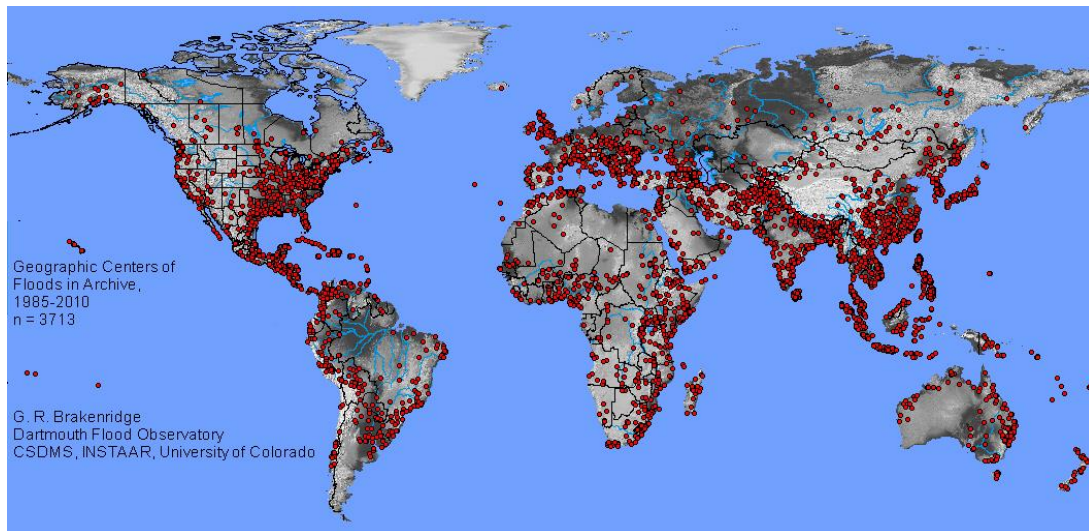 Geographic Centers of
Floods in Archive,
1985-2010
n = 3713
G. R. Brakenridge
Dartmouth Flood Observatory
CSDMS, INSTAAR, University of Colorado